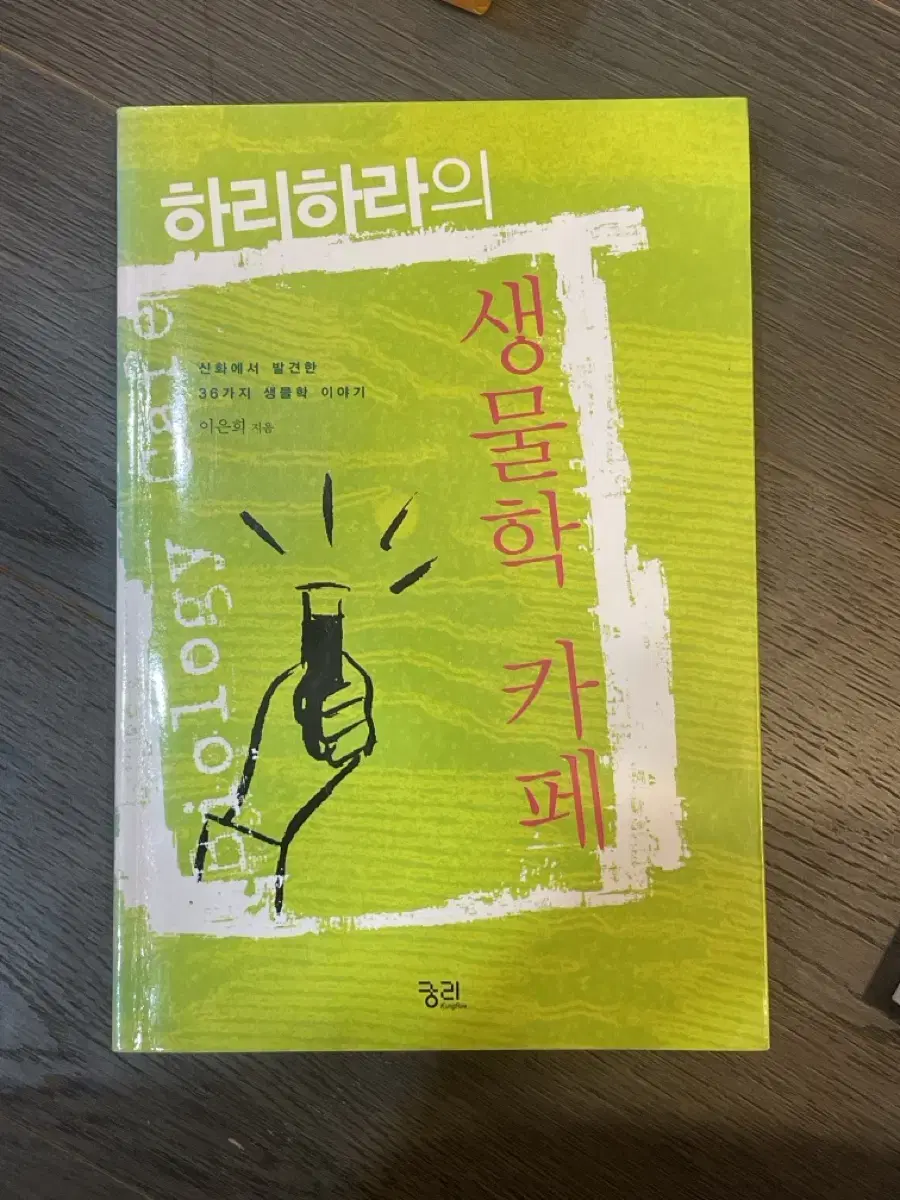 하리하라의
생물학 카페
신화에서 발견한
36가지 생물학 이야기
이은희 지음
biology cafe
궁리